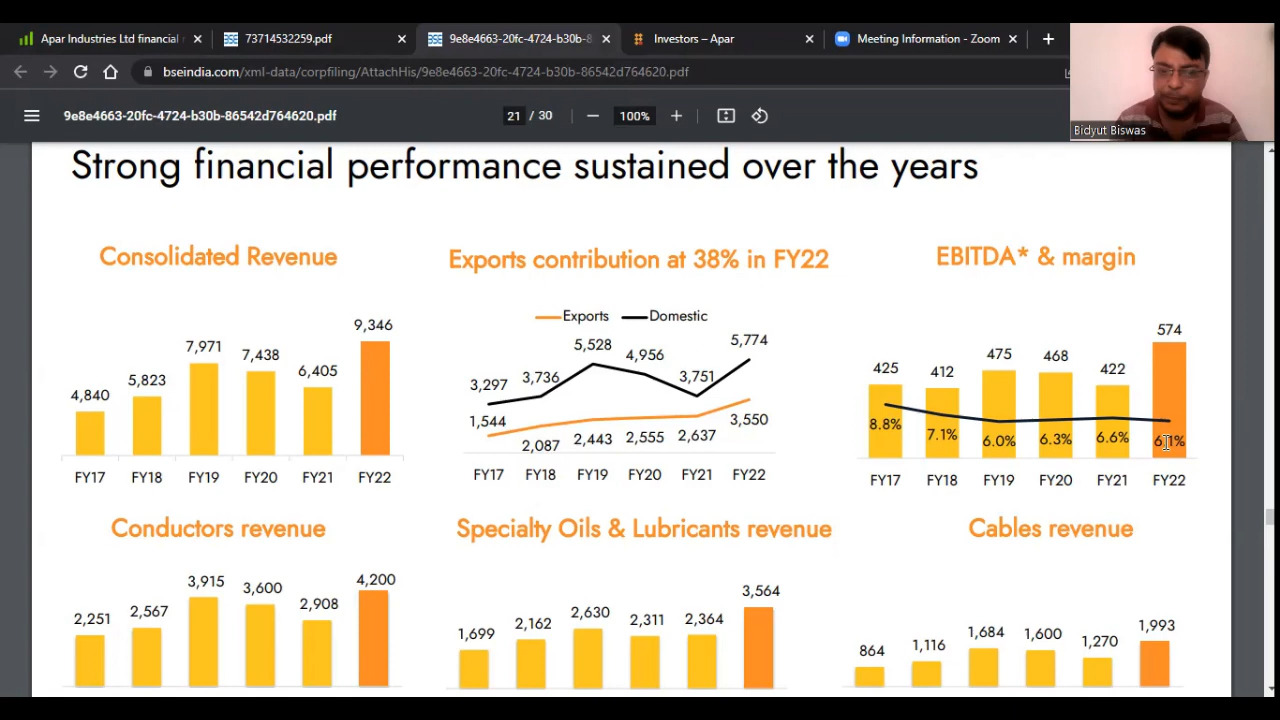 Apar Industries Ltd financial
73714532259.pdf
9e8e4663-20fc-4724-b30b-8
Investors – Apar
Meeting Information - Zoom
bseindia.com/xml-data/corpfiling/AttachHis/9e8e4663-20fc-4724-b30b-86542d764620.pdf
9e8e4663-20fc-4724-b30b-86542d764620.pdf
21 / 30
100%
Bidyut Biswas
Strong financial performance sustained over the years
Consolidated Revenue
4,840 5,823 7,971 7,438 6,405 9,346
FY17 FY18 FY19 FY20 FY21 FY22
Exports contribution at 38% in FY22
Exports Domestic
3,297 3,736 5,528 4,956 3,751 5,774
1,544 2,087 2,443 2,555 2,637 3,550
FY17 FY18 FY19 FY20 FY21 FY22
EBITDA* & margin
425 412 475 468 422 574
8.8% 7.1% 6.0% 6.3% 6.6% 6.1%
FY17 FY18 FY19 FY20 FY21 FY22
Conductors revenue
2,251 2,567 3,915 3,600 2,908 4,200
Specialty Oils & Lubricants revenue
1,699 2,162 2,630 2,311 2,364 3,564
Cables revenue
864 1,116 1,684 1,600 1,270 1,993